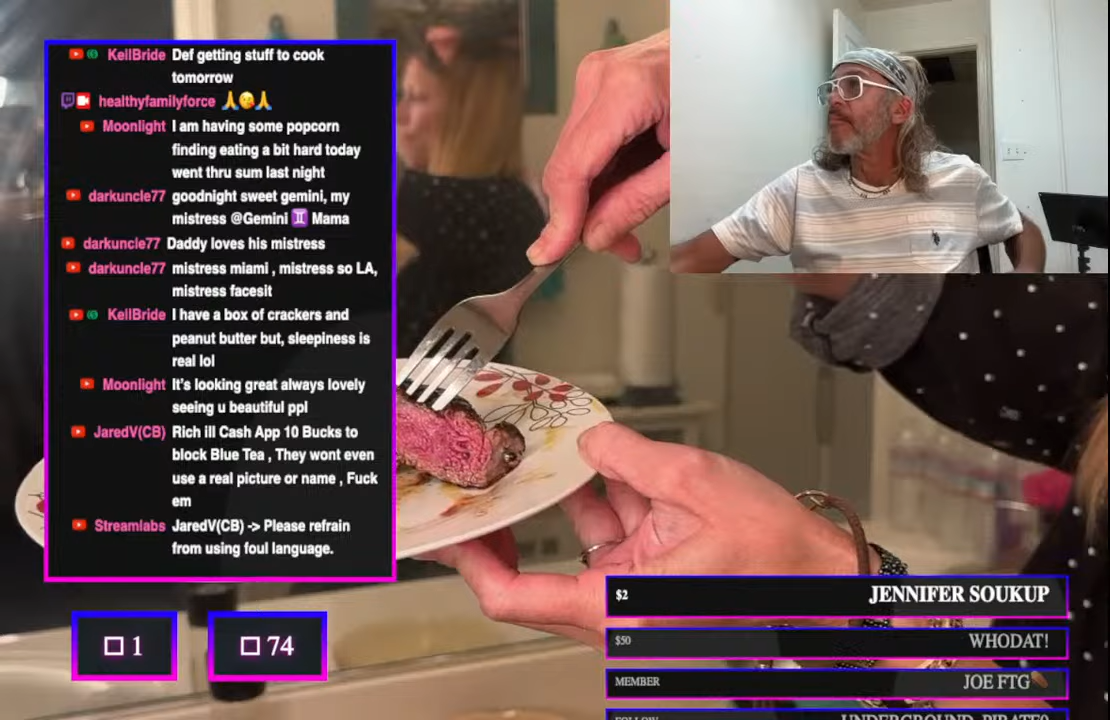 KellBride Def getting stuff to cook
tomorrow
healthyfamilyforce 🙏😘🙏
Moonlight I am having some popcorn
finding eating a bit hard today
went thru sum last night
darkuncle77 goodnight sweet gemini, my
mistress @Gemini ♊ Mama
darkuncle77 Daddy loves his mistress
darkuncle77 mistress miami , mistress so LA,
mistress facesit
KellBride I have a box of crackers and
peanut butter but, sleepiness is
real lol
Moonlight It's looking great always lovely
seeing u beautiful ppl
JaredV(CB) Rich ill Cash App 10 Bucks to
block Blue Tea , They wont even
use a real picture or name , Fuck
em
Streamlabs JaredV(CB) -> Please refrain
from using foul language.
1
74
$2 JENNIFER SOUKUP
$50 WHODAT!
MEMBER JOE FTG
FOLLOW UNDERGROUND_PIRATE0